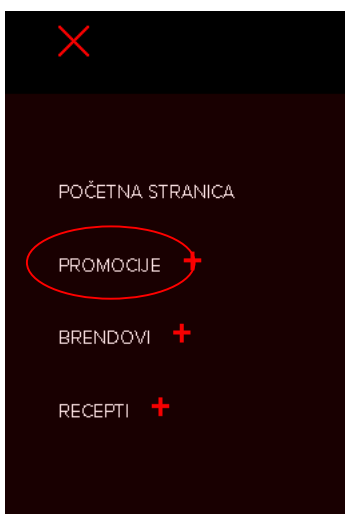 POČETNA STRANICA
PROMOCIJE +
BRENDOVI +
RECEPTI +